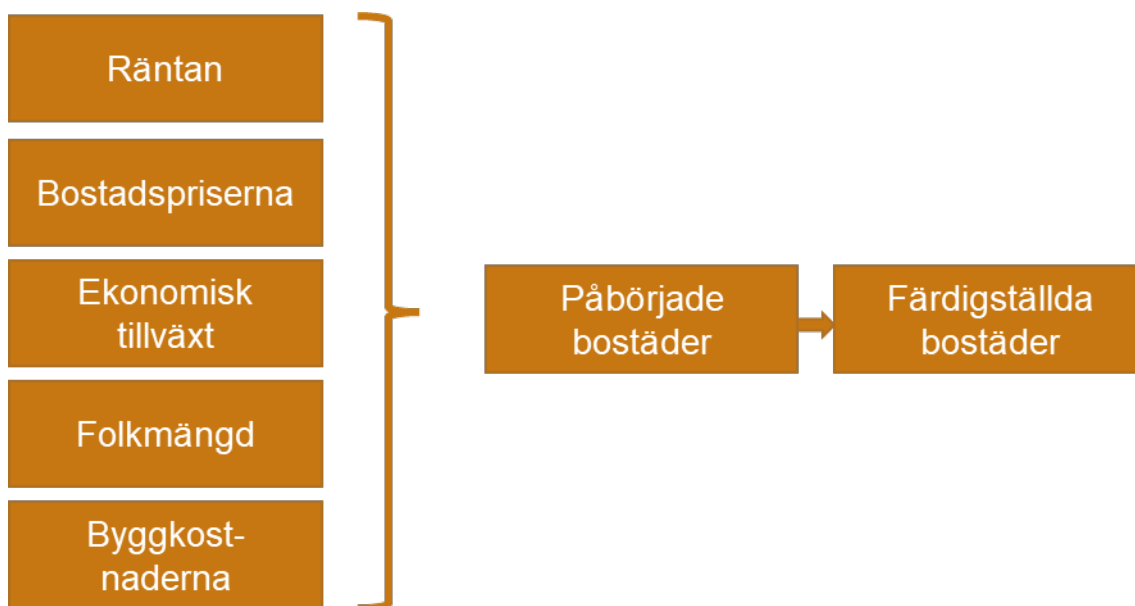 Räntan
Bostadspriserna
Ekonomisk
tillväxt
Folkmängd
Byggkost-
naderna
Påbörjade
bostäder
Färdigställda
bostäder